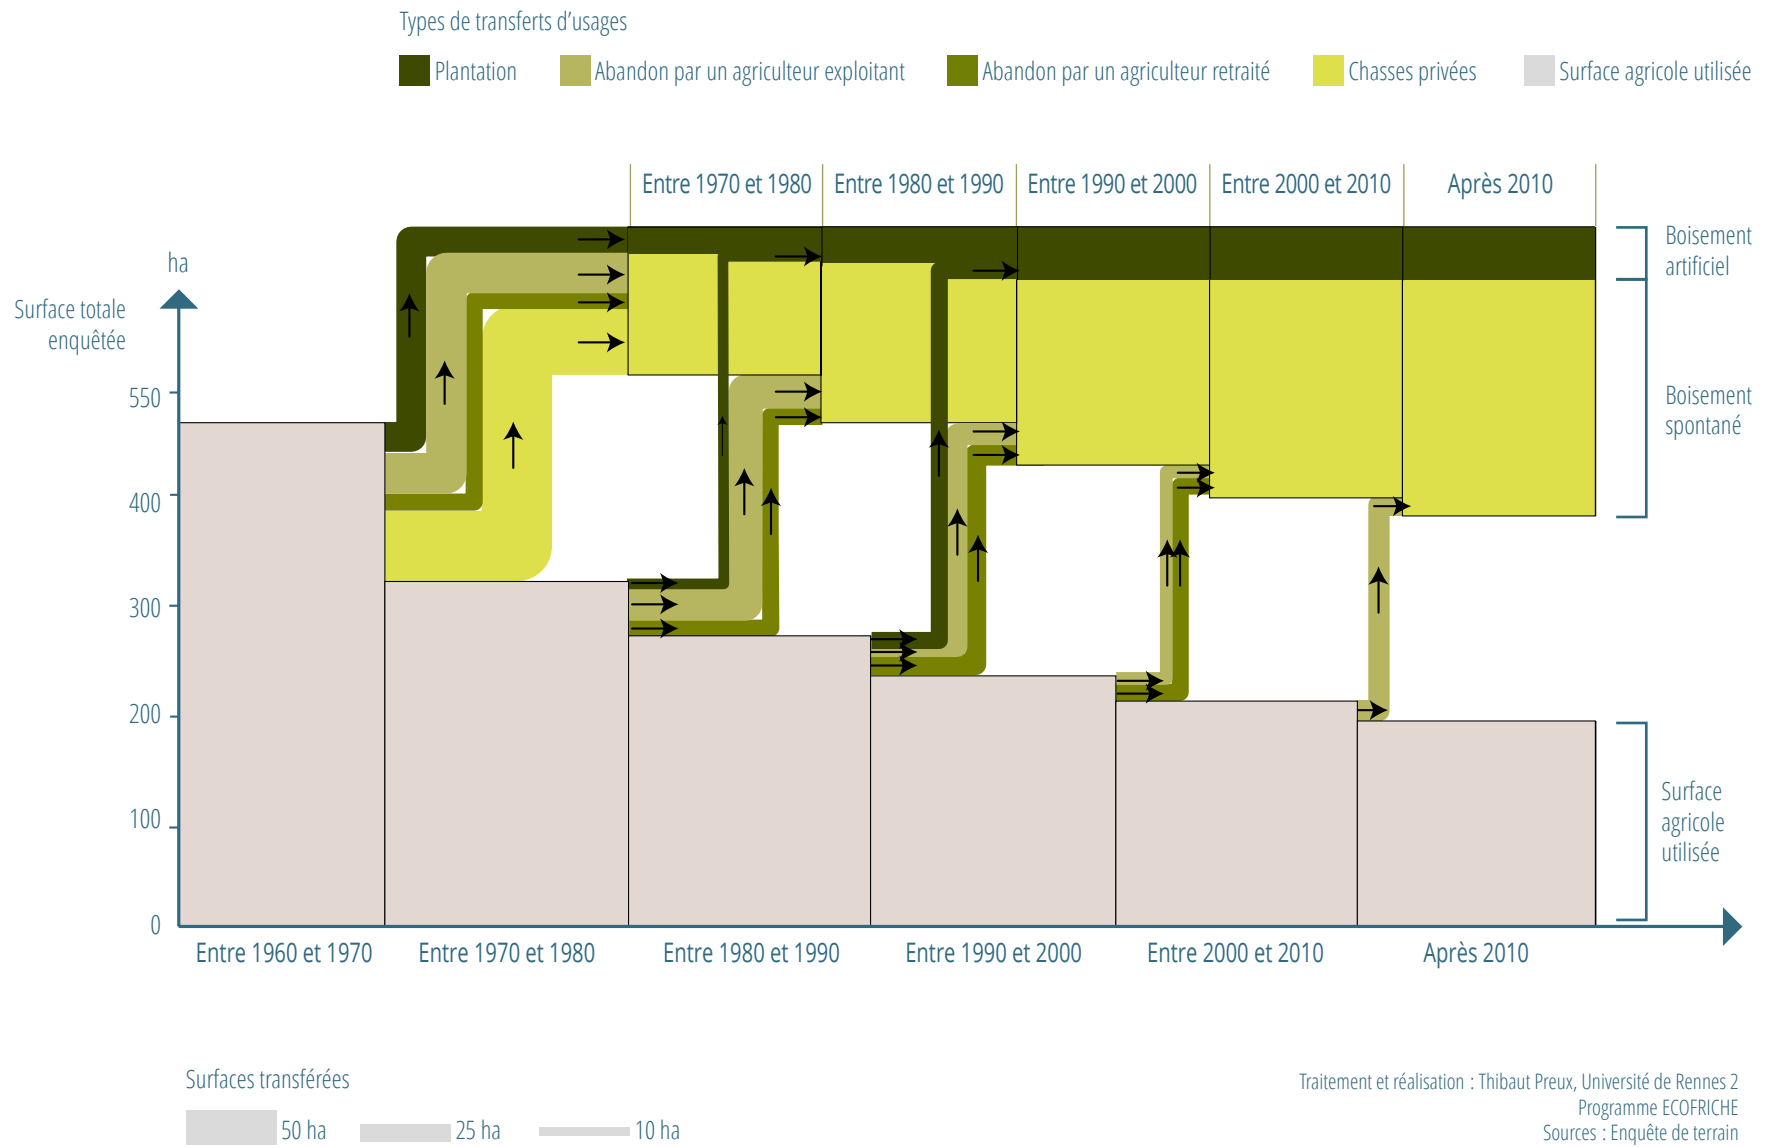 Types de transferts d’usages
Plantation
Abandon par un agriculteur exploitant
Abandon par un agriculteur retraité
Chasses privées
Surface agricole utilisée
Entre 1970 et 1980
Entre 1980 et 1990
Entre 1990 et 2000
Entre 2000 et 2010
Après 2010
Boisement
artificiel
Boisement
spontané
Surface
agricole
utilisée
ha
Surface totale
enquêtée
550
400
300
200
100
0
Entre 1960 et 1970
Entre 1970 et 1980
Entre 1980 et 1990
Entre 1990 et 2000
Entre 2000 et 2010
Après 2010
Surfaces transférées
50 ha
25 ha
10 ha
Traitement et réalisation : Thibaut Preux, Université de Rennes 2
Programme ECOFRICHE
Sources : Enquête de terrain